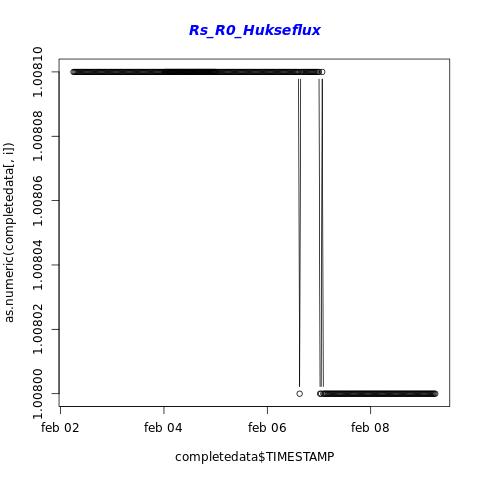 Rs_R0_Hukseflux
as.numeric(completedata[, i])
1.00810
1.00808
1.00806
1.00804
1.00802
1.00800
feb 02 feb 04 feb 06 feb 08
completedata$TIMESTAMP